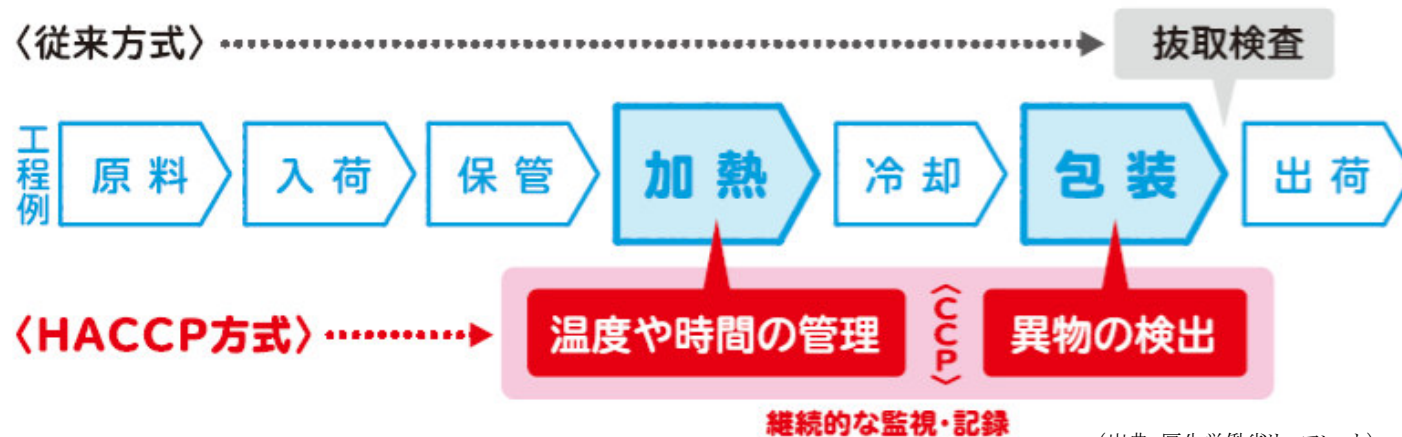 〈従来方式〉
抜取検査
工程例
原料
入荷
保管
加熱
冷却
包装
出荷
〈HACCP方式〉
温度や時間の管理
〈CCP〉
異物の検出
継続的な監視・記録